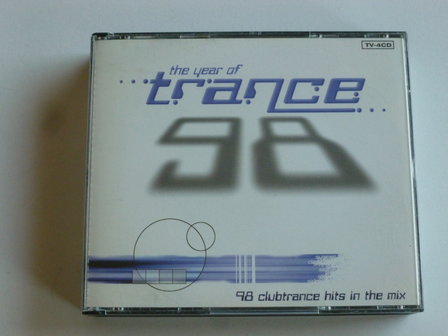 TV-4CD
the year of
...trance...
98
98 clubtrance hits in the mix